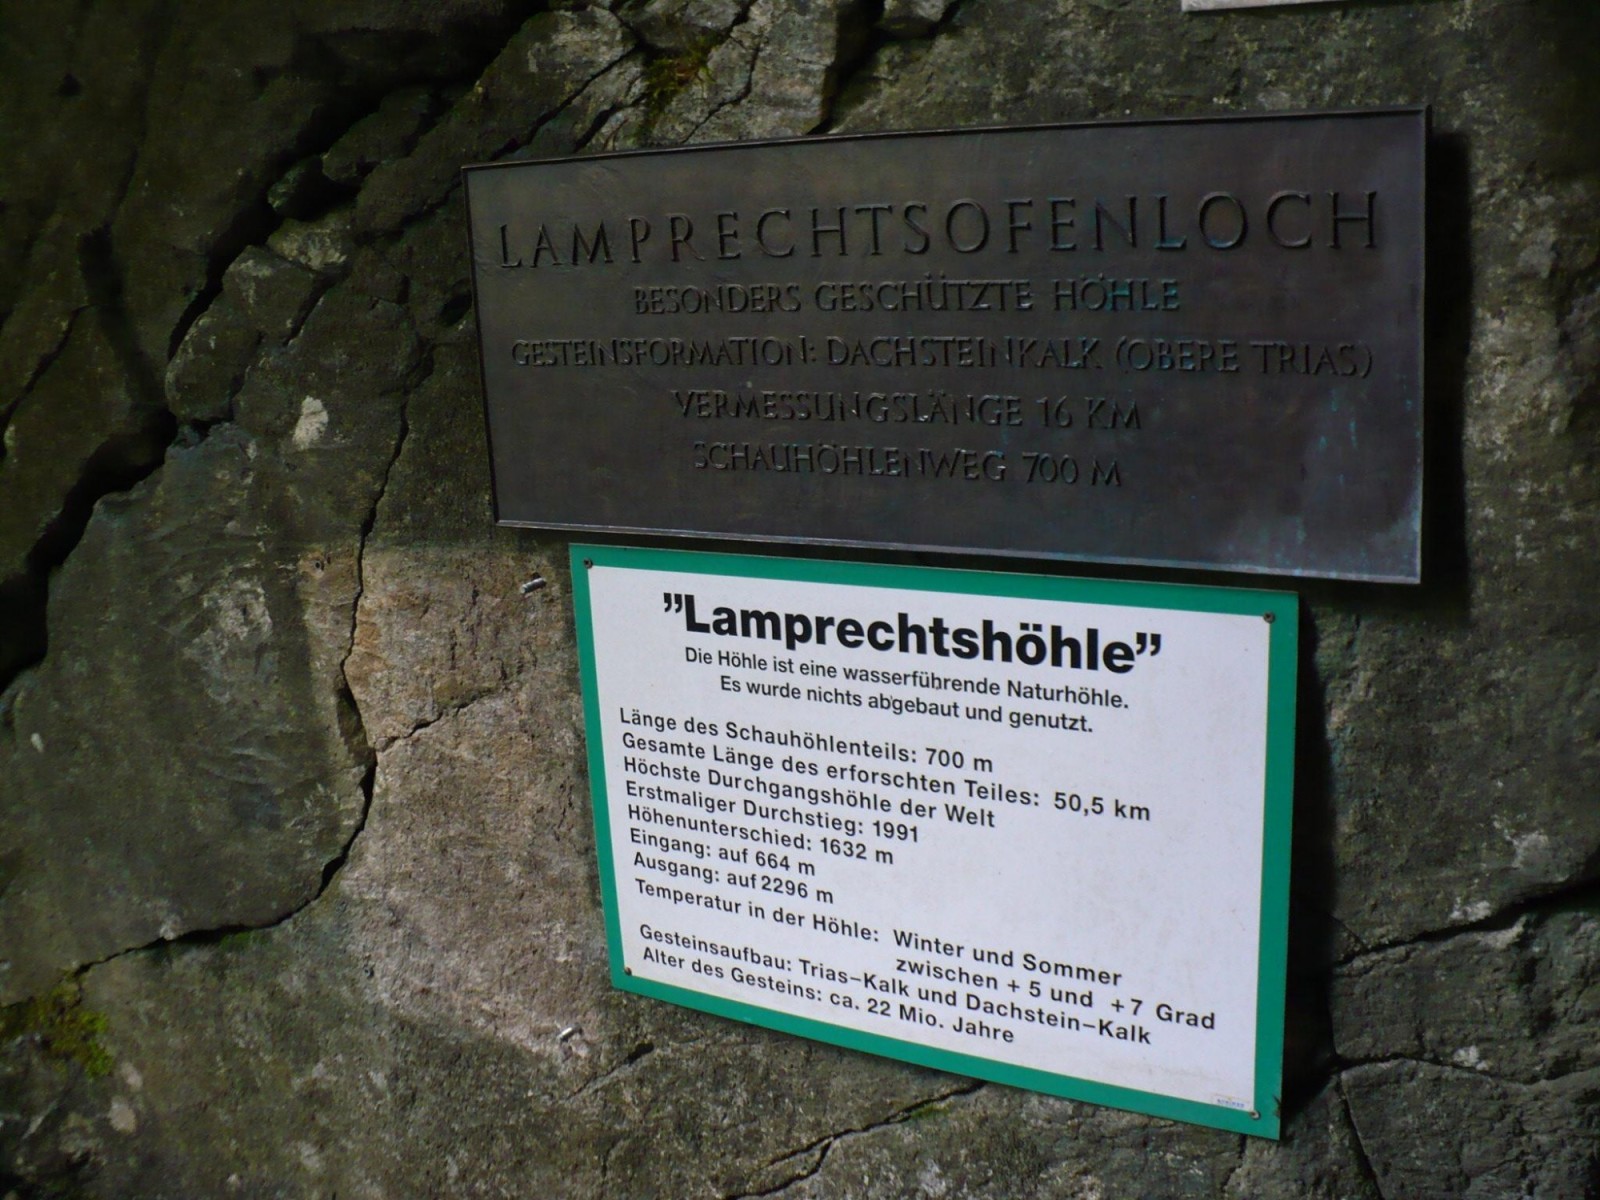 LAMPRECHTSOFENLOCH
BESONDERS GESCHÜTZTE HÖHLE
GESTEINSFORMATION: DACHSTEINKALK (OBERE TRIAS)
VERMESSUNGSLÄNGE 16 KM
SCHAUHÖHLENWEG 700 M
"Lamprechtshöhle"
Die Höhle ist eine wasserführende Naturhöhle.
Es wurde nichts abgebaut und genutzt.
Länge des Schauhöhlenteils: 700 m
Gesamte Länge des erforschten Teiles: 50,5 km
Höchste Durchgangshöhle der Welt
Erstmaliger Durchstieg: 1991
Höhenunterschied: 1632 m
Eingang: auf 664 m
Ausgang: auf 2296 m
Temperatur in der Höhle: Winter und Sommer
zwischen + 5 und + 7 Grad
Gesteinsaufbau: Trias-Kalk und Dachstein-Kalk
Alter des Gesteins: ca. 22 Mio. Jahre